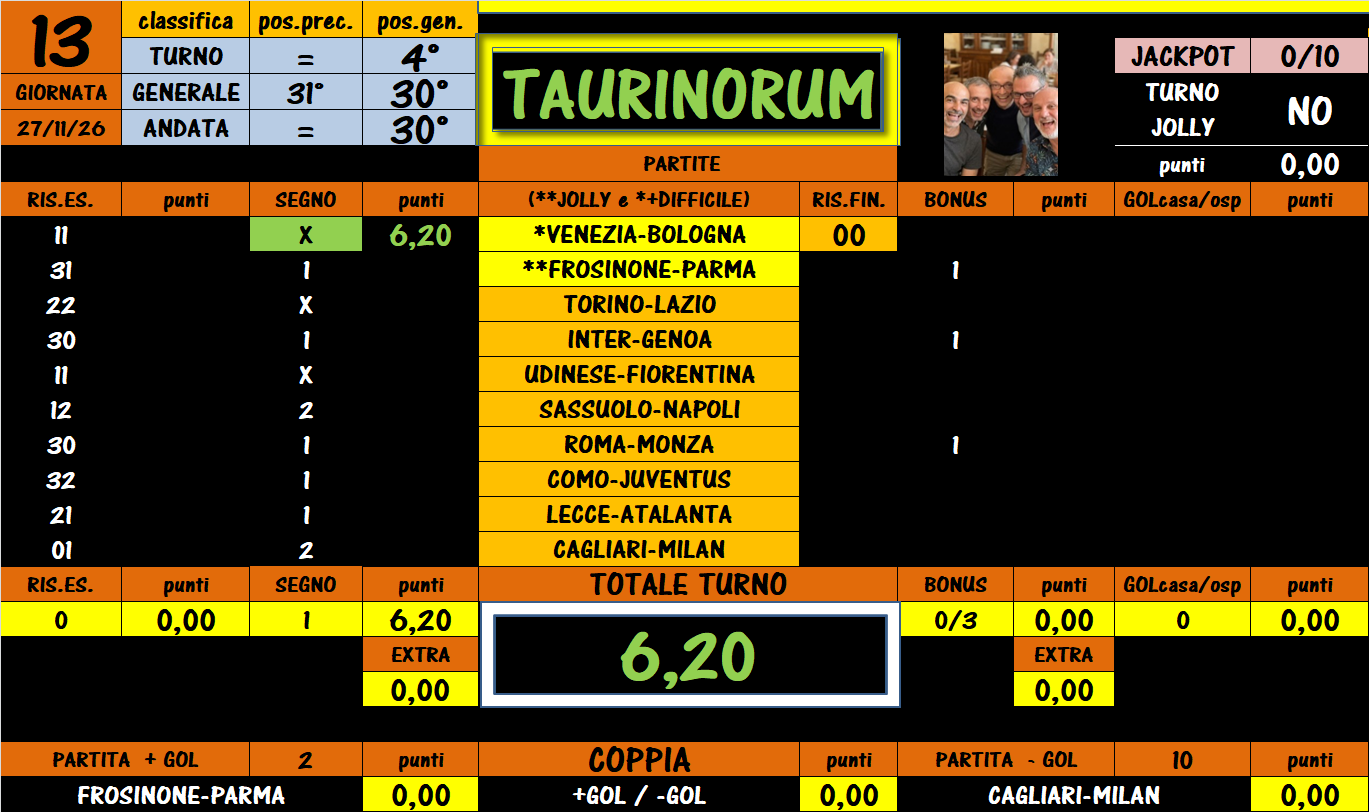 13 classifica pos.prec. pos.gen.
TURNO = 4°
GIORNATA GENERALE 31° 30°
27/11/26 ANDATA = 30°
TAURINORUM
JACKPOT 0/10
TURNO JOLLY NO
punti 0,00
PARTITE
RIS.ES. punti SEGNO punti (**JOLLY e *+DIFFICILE) RIS.FIN. BONUS punti GOLcasa/osp punti
11 X 6,20 *VENEZIA-BOLOGNA 00
31 1 **FROSINONE-PARMA 1
22 X TORINO-LAZIO
30 1 INTER-GENOA 1
11 X UDINESE-FIORENTINA
12 2 SASSUOLO-NAPOLI
30 1 ROMA-MONZA 1
32 1 COMO-JUVENTUS
21 1 LECCE-ATALANTA
01 2 CAGLIARI-MILAN
RIS.ES. punti SEGNO punti TOTALE TURNO BONUS punti GOLcasa/osp punti
0 0,00 1 6,20 6,20 0/3 0,00 0 0,00
EXTRA EXTRA
0,00 0,00
PARTITA + GOL 2 punti COPPIA punti PARTITA - GOL 10 punti
FROSINONE-PARMA 0,00 +GOL / -GOL 0,00 CAGLIARI-MILAN 0,00